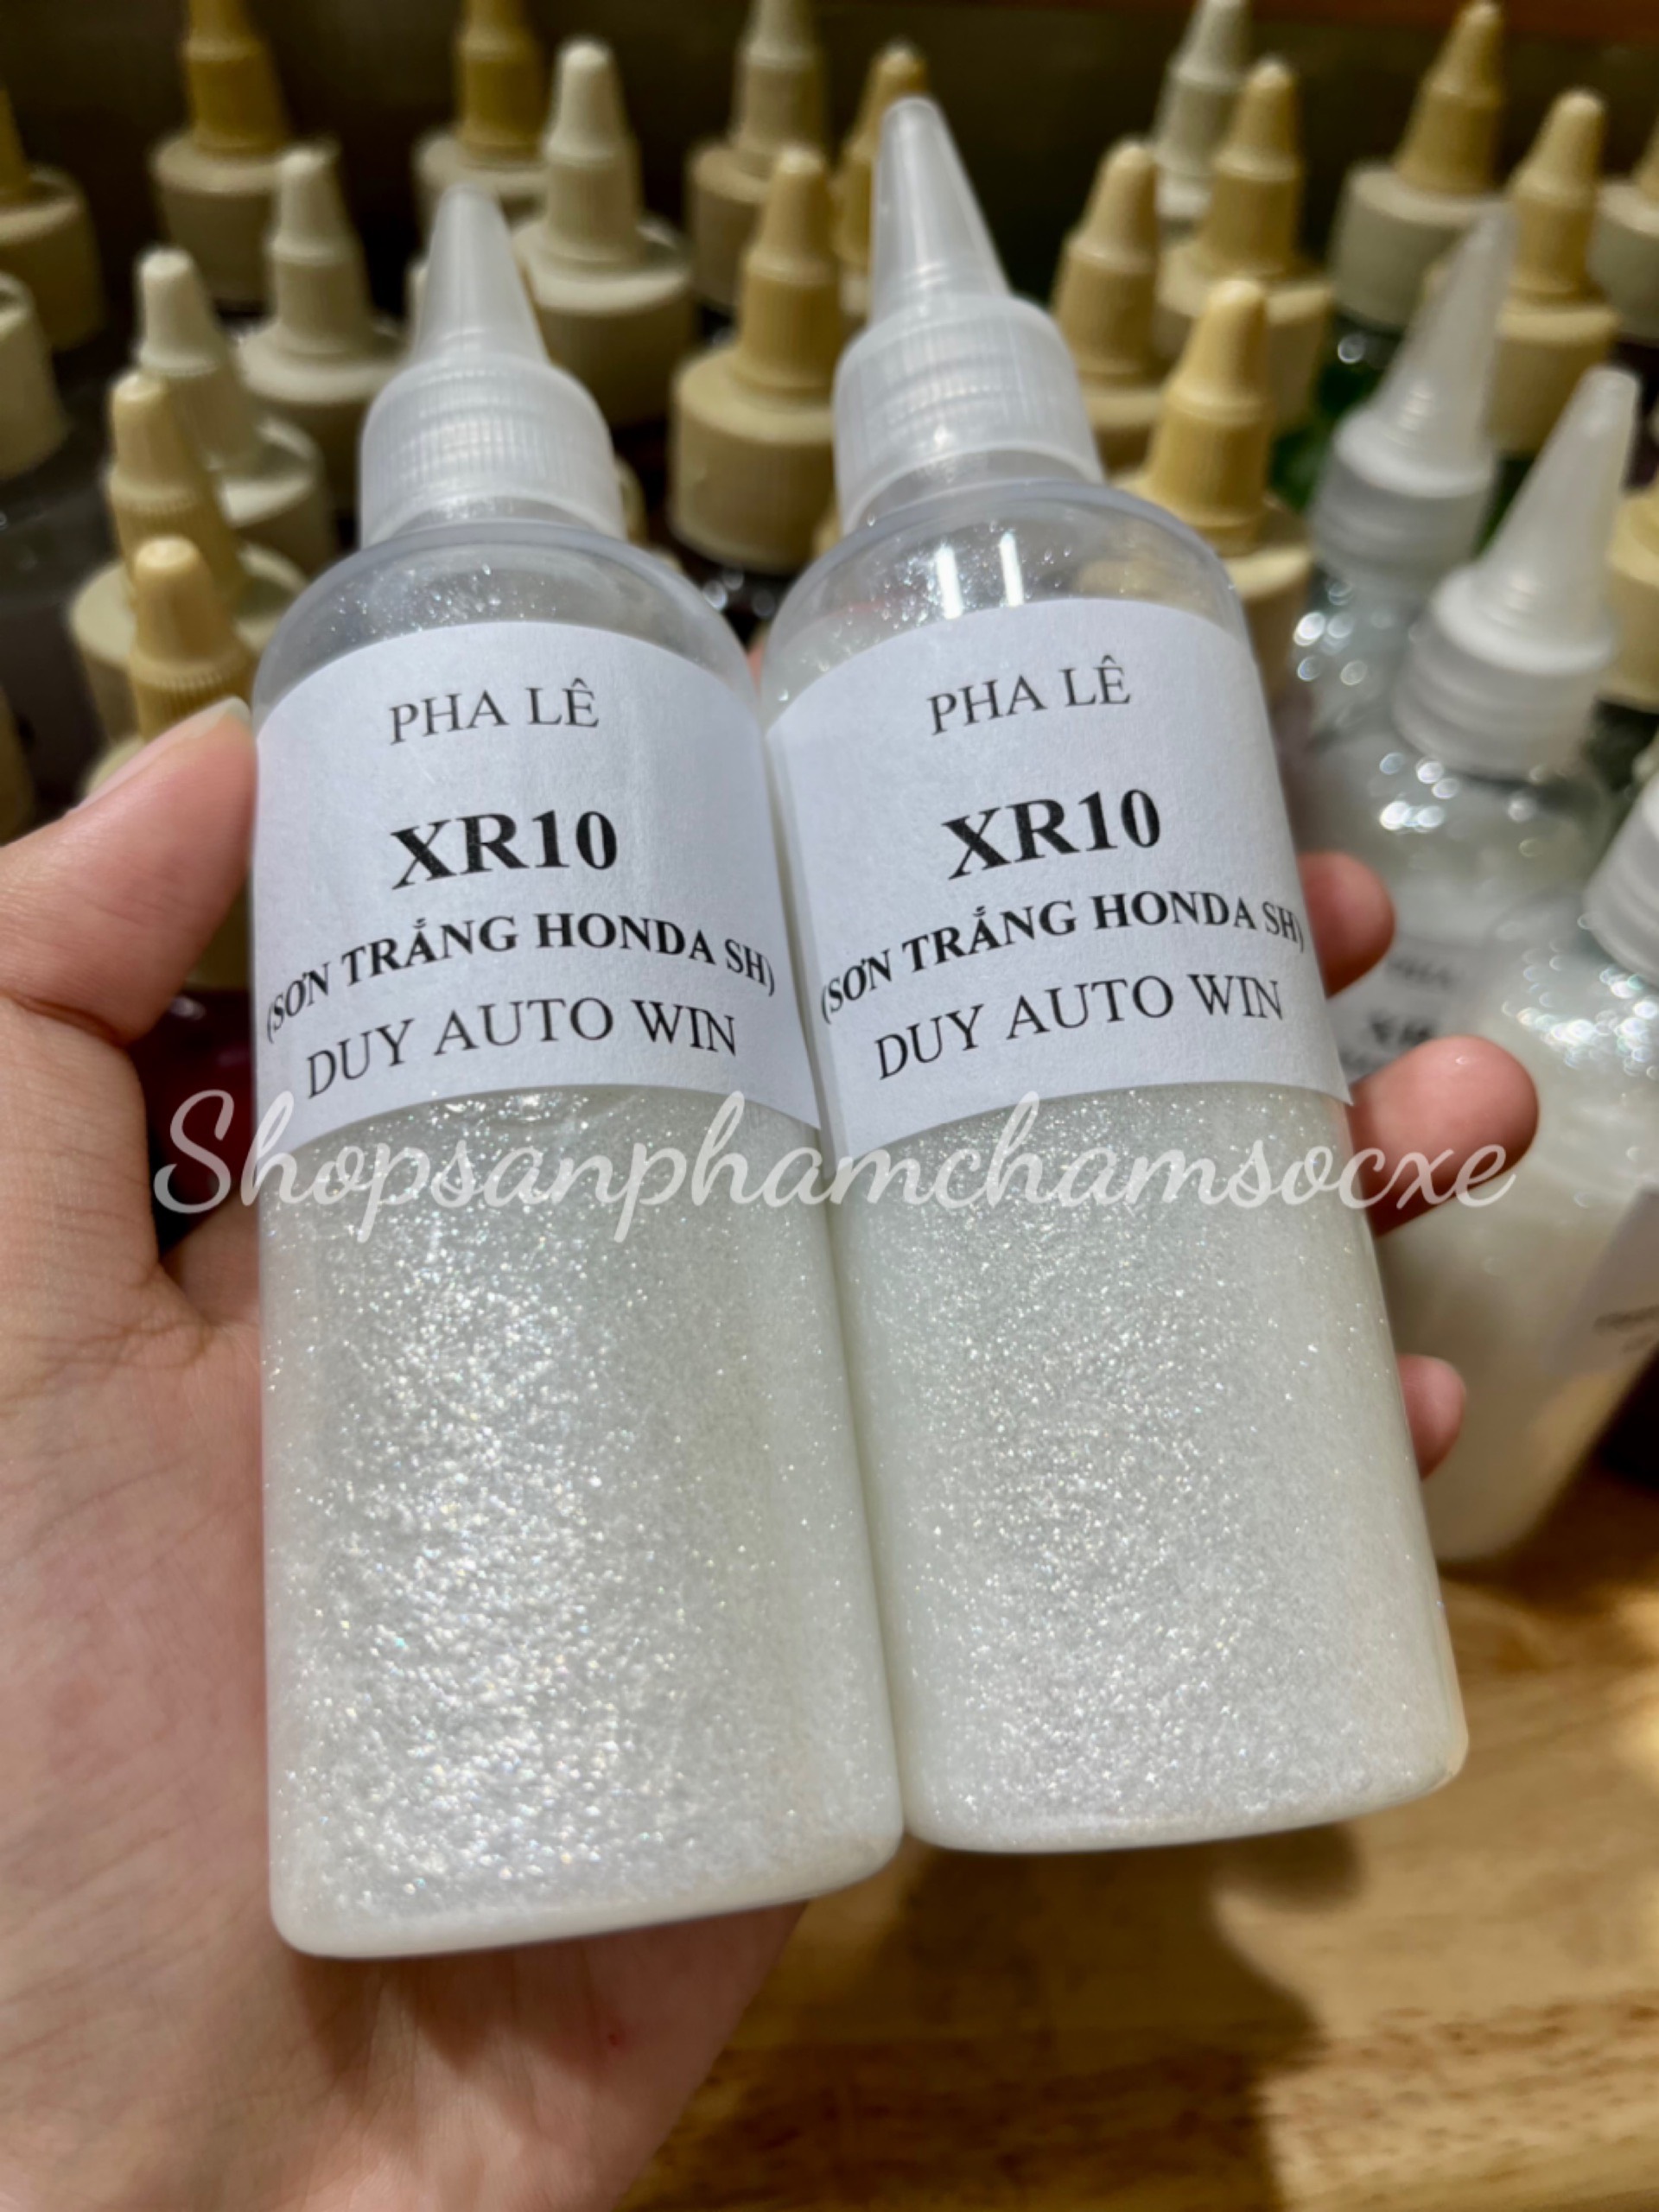 PHA LÊ
XR10
(SƠN TRẮNG HONDA SH)
DUY AUTO WIN
PHA LÊ
XR10
(SƠN TRẮNG HONDA SH)
DUY AUTO WIN
Shopsanphamchamsocxe